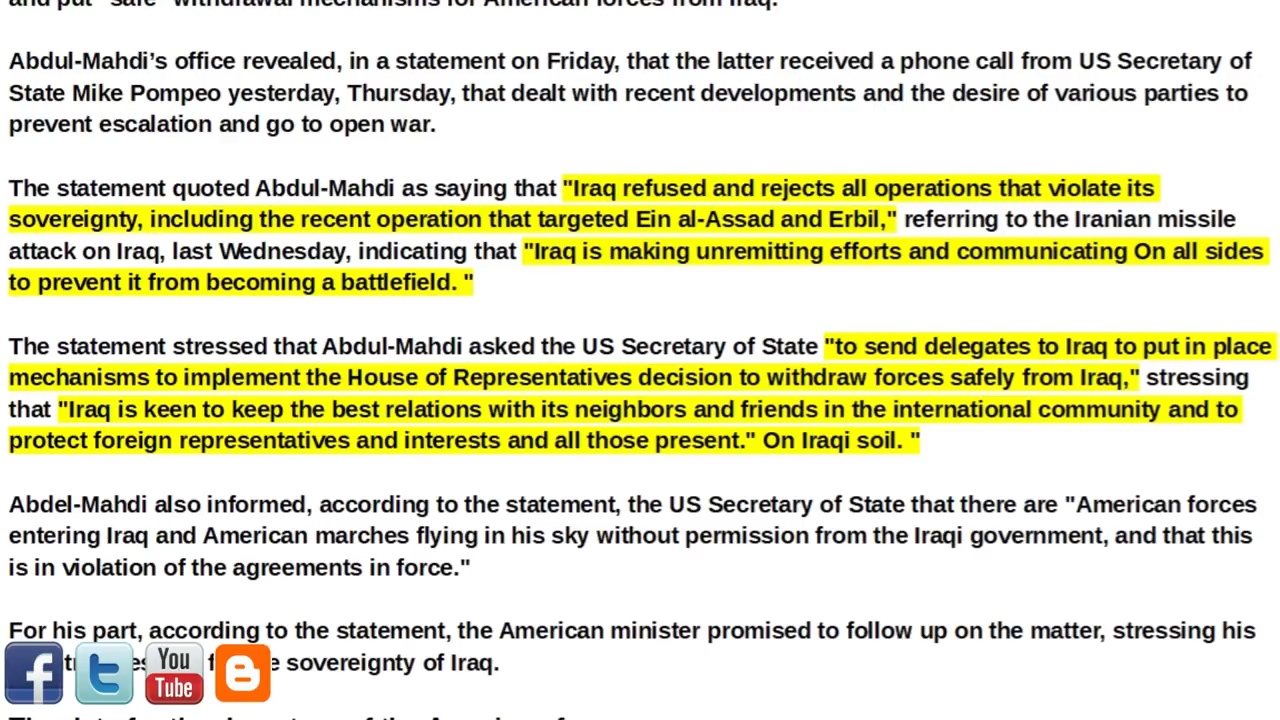 and put "safe" withdrawal mechanisms for American forces from Iraq.
Abdul-Mahdi’s office revealed, in a statement on Friday, that the latter received a phone call from US Secretary of
State Mike Pompeo yesterday, Thursday, that dealt with recent developments and the desire of various parties to
prevent escalation and go to open war.
The statement quoted Abdul-Mahdi as saying that "Iraq refused and rejects all operations that violate its
sovereignty, including the recent operation that targeted Ein al-Assad and Erbil," referring to the Iranian missile
attack on Iraq, last Wednesday, indicating that "Iraq is making unremitting efforts and communicating On all sides
to prevent it from becoming a battlefield. "
The statement stressed that Abdul-Mahdi asked the US Secretary of State "to send delegates to Iraq to put in place
mechanisms to implement the House of Representatives decision to withdraw forces safely from Iraq," stressing
that "Iraq is keen to keep the best relations with its neighbors and friends in the international community and to
protect foreign representatives and interests and all those present." On Iraqi soil. "
Abdel-Mahdi also informed, according to the statement, the US Secretary of State that there are "American forces
entering Iraq and American marches flying in his sky without permission from the Iraqi government, and that this
is in violation of the agreements in force."
For his part, according to the statement, the American minister promised to follow up on the matter, stressing his
sovereignty of Iraq.
You
Tube